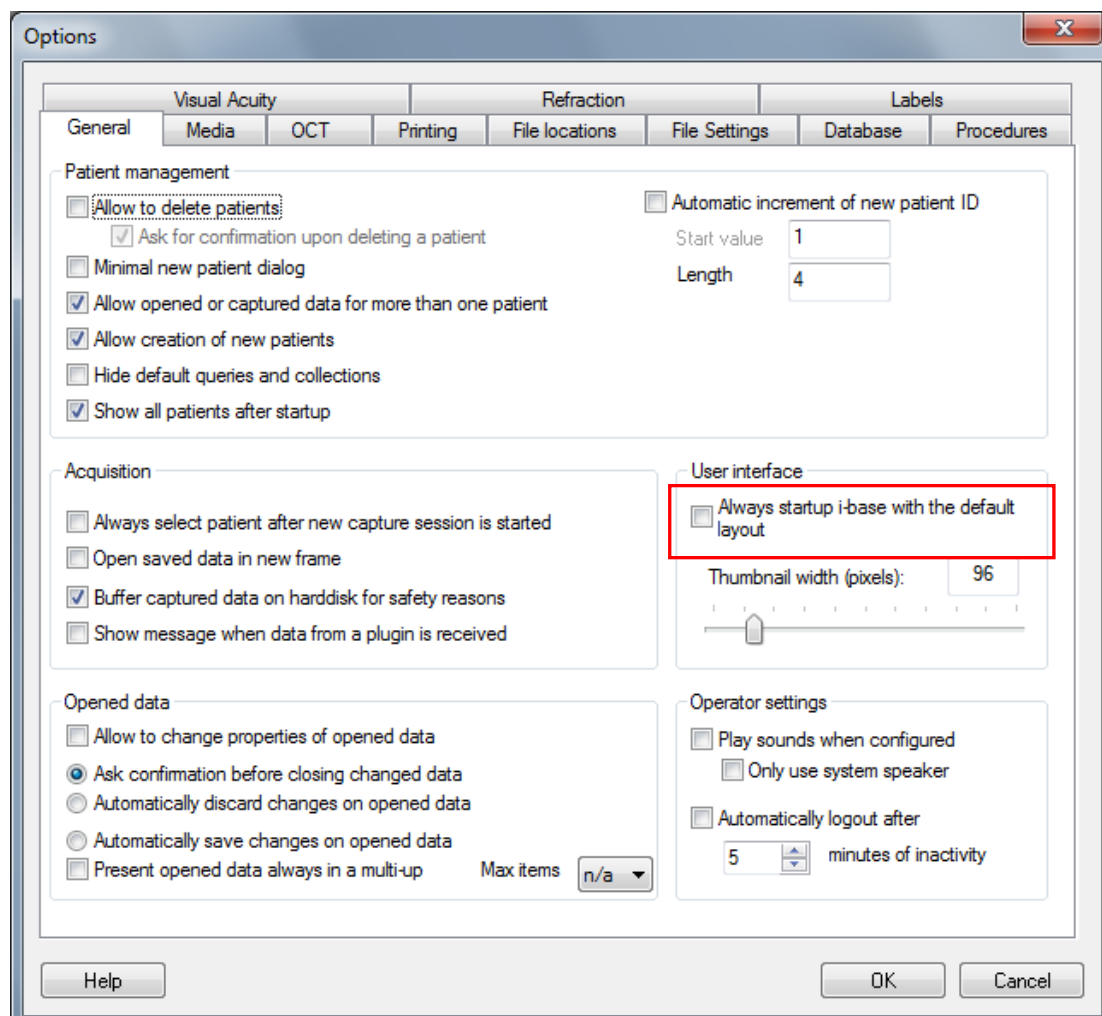 Options
Visual Acuity
Refraction
Labels
General
Media
OCT
Printing
File locations
File Settings
Database
Procedures
Patient management
Allow to delete patients
Ask for confirmation upon deleting a patient
Minimal new patient dialog
Allow opened or captured data for more than one patient
Allow creation of new patients
Hide default queries and collections
Show all patients after startup
Automatic increment of new patient ID
Start value 1
Length 4
Acquisition
Always select patient after new capture session is started
Open saved data in new frame
Buffer captured data on harddisk for safety reasons
Show message when data from a plugin is received
User interface
Always startup i-base with the default
layout
Thumbnail width (pixels): 96
Opened data
Allow to change properties of opened data
Ask confirmation before closing changed data
Automatically discard changes on opened data
Automatically save changes on opened data
Present opened data always in a multi-up Max items n/a
Operator settings
Play sounds when configured
Only use system speaker
Automatically logout after
5 minutes of inactivity
Help
OK
Cancel